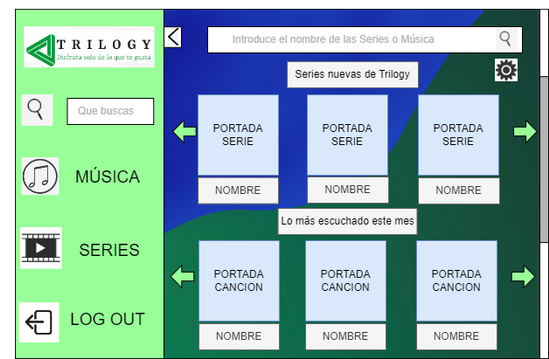 TRILOGY
Disfruta solo de lo que te gusta
Que buscas
MÚSICA
SERIES
LOG OUT
Introduce el nombre de las Series o Música
Series nuevas de Trilogy
PORTADA
SERIE
PORTADA
SERIE
PORTADA
SERIE
NOMBRE
NOMBRE
NOMBRE
Lo más escuchado este mes
PORTADA
CANCION
PORTADA
CANCION
PORTADA
CANCION
NOMBRE
NOMBRE
NOMBRE